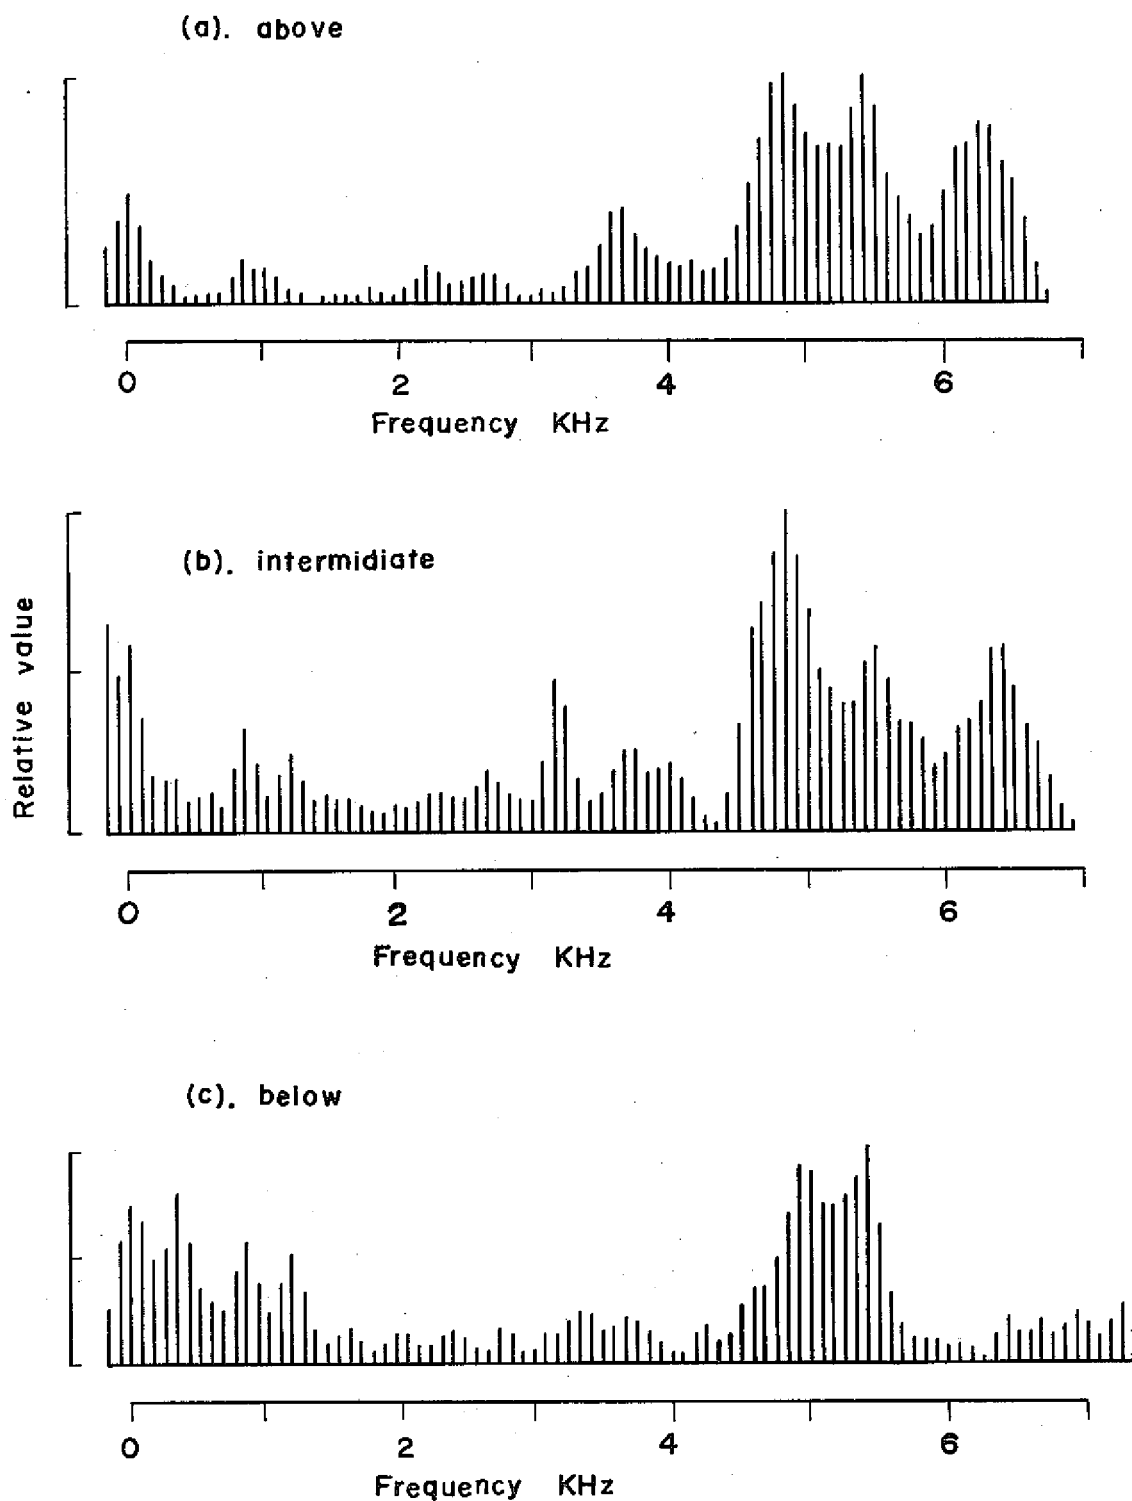 (a). above
0 2 4 6
Frequency KHz
(b). intermidiate
Relative value
0 2 4 6
Frequency KHz
(c). below
0 2 4 6
Frequency KHz